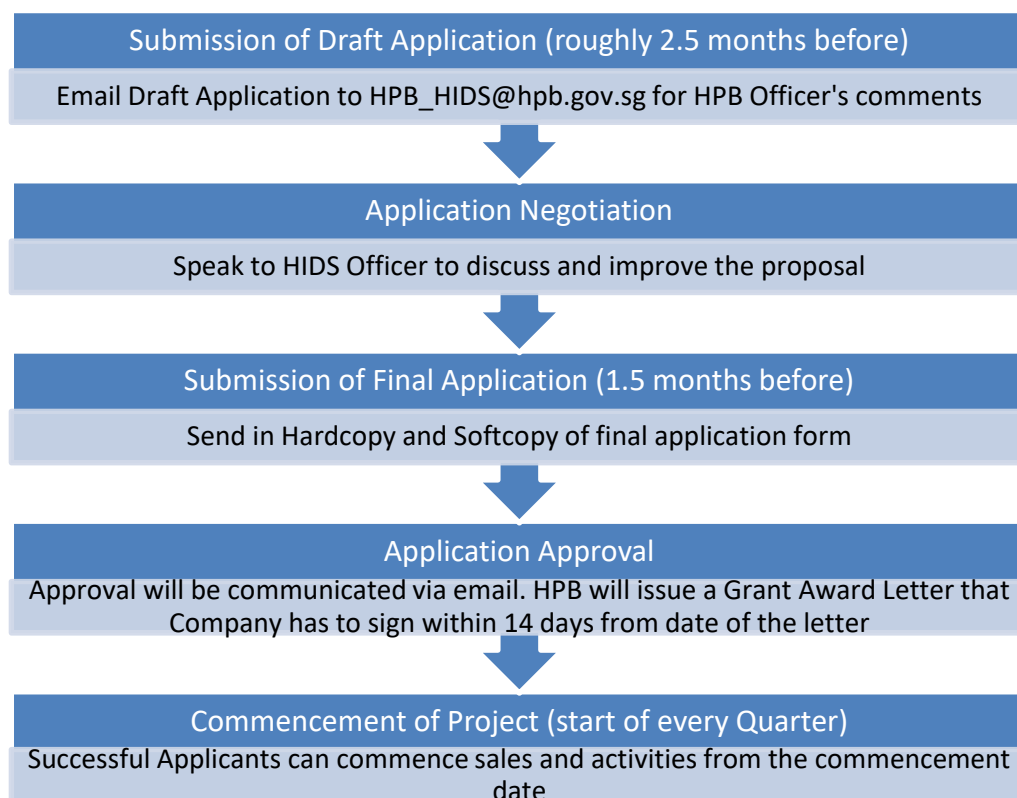 Submission of Draft Application (roughly 2.5 months before)
Email Draft Application to HPB_HIDS@hpb.gov.sg for HPB Officer's comments
Application Negotiation
Speak to HIDS Officer to discuss and improve the proposal
Submission of Final Application (1.5 months before)
Send in Hardcopy and Softcopy of final application form
Application Approval
Approval will be communicated via email. HPB will issue a Grant Award Letter that
Company has to sign within 14 days from date of the letter
Commencement of Project (start of every Quarter)
Successful Applicants can commence sales and activities from the commencement
date